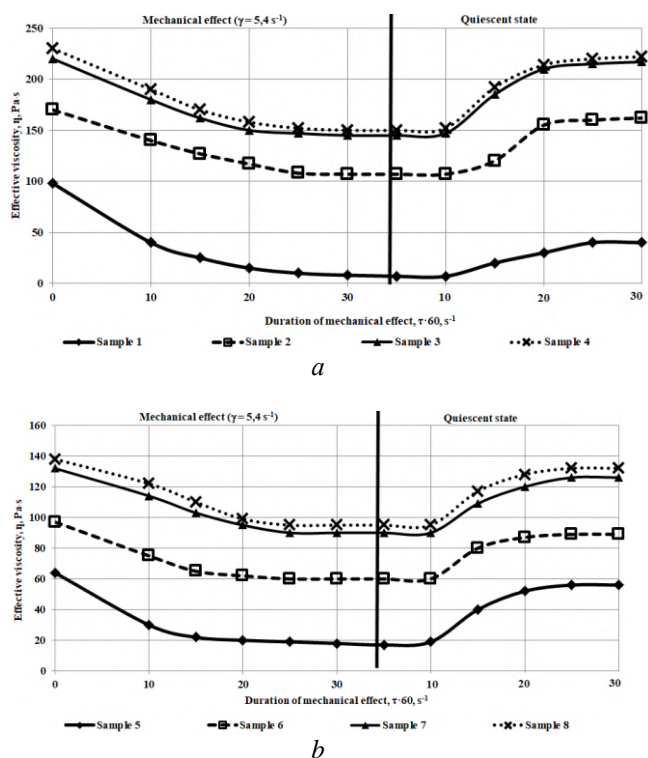 Mechanical effect (γ = 5,4 s⁻¹) Quiescent state
Effective viscosity, η, Pa·s
250
200
150
100
50
0
0 10 20 30 10 20 30
Duration of mechanical effect, τ·60, s⁻¹
Sample 1 Sample 2 Sample 3 Sample 4
a
Mechanical effect (γ = 5,4 s⁻¹) Quiescent state
Effective viscosity, η, Pa·s
160
140
120
100
80
60
40
20
0
0 10 20 30 10 20 30
Duration of mechanical effect, τ·60, s⁻¹
Sample 5 Sample 6 Sample 7 Sample 8
b